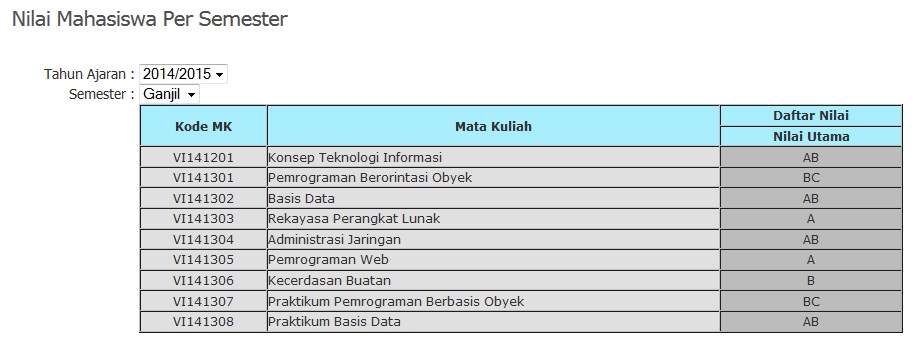 Nilai Mahasiswa Per Semester
Tahun Ajaran : 2014/2015
Semester : Ganjil
Kode MK Mata Kuliah Daftar Nilai
Nilai Utama
VI141201 Konsep Teknologi Informasi AB
VI141301 Pemrograman Berorintasi Obyek BC
VI141302 Basis Data AB
VI141303 Rekayasa Perangkat Lunak A
VI141304 Administrasi Jaringan AB
VI141305 Pemrograman Web A
VI141306 Kecerdasan Buatan B
VI141307 Praktikum Pemrograman Berbasis Obyek BC
VI141308 Praktikum Basis Data AB